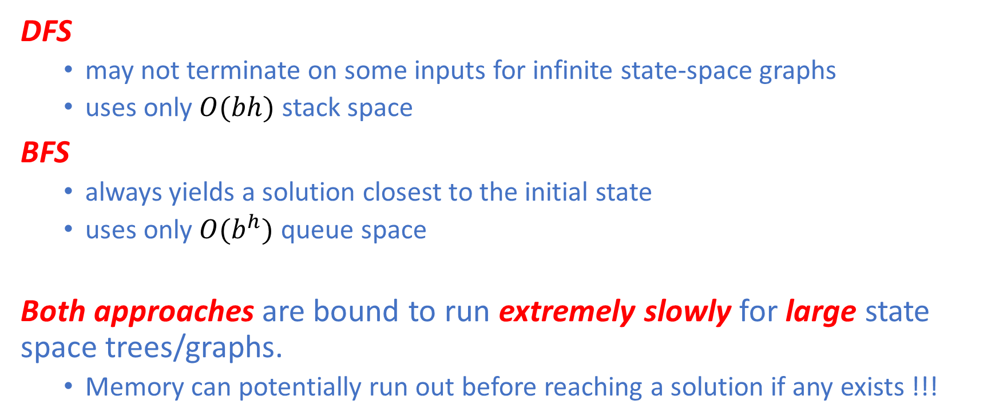 DFS
• may not terminate on some inputs for infinite state-space graphs
• uses only O(bh) stack space
BFS
• always yields a solution closest to the initial state
• uses only O(bʰ) queue space
Both approaches are bound to run extremely slowly for large state
space trees/graphs.
• Memory can potentially run out before reaching a solution if any exists !!!